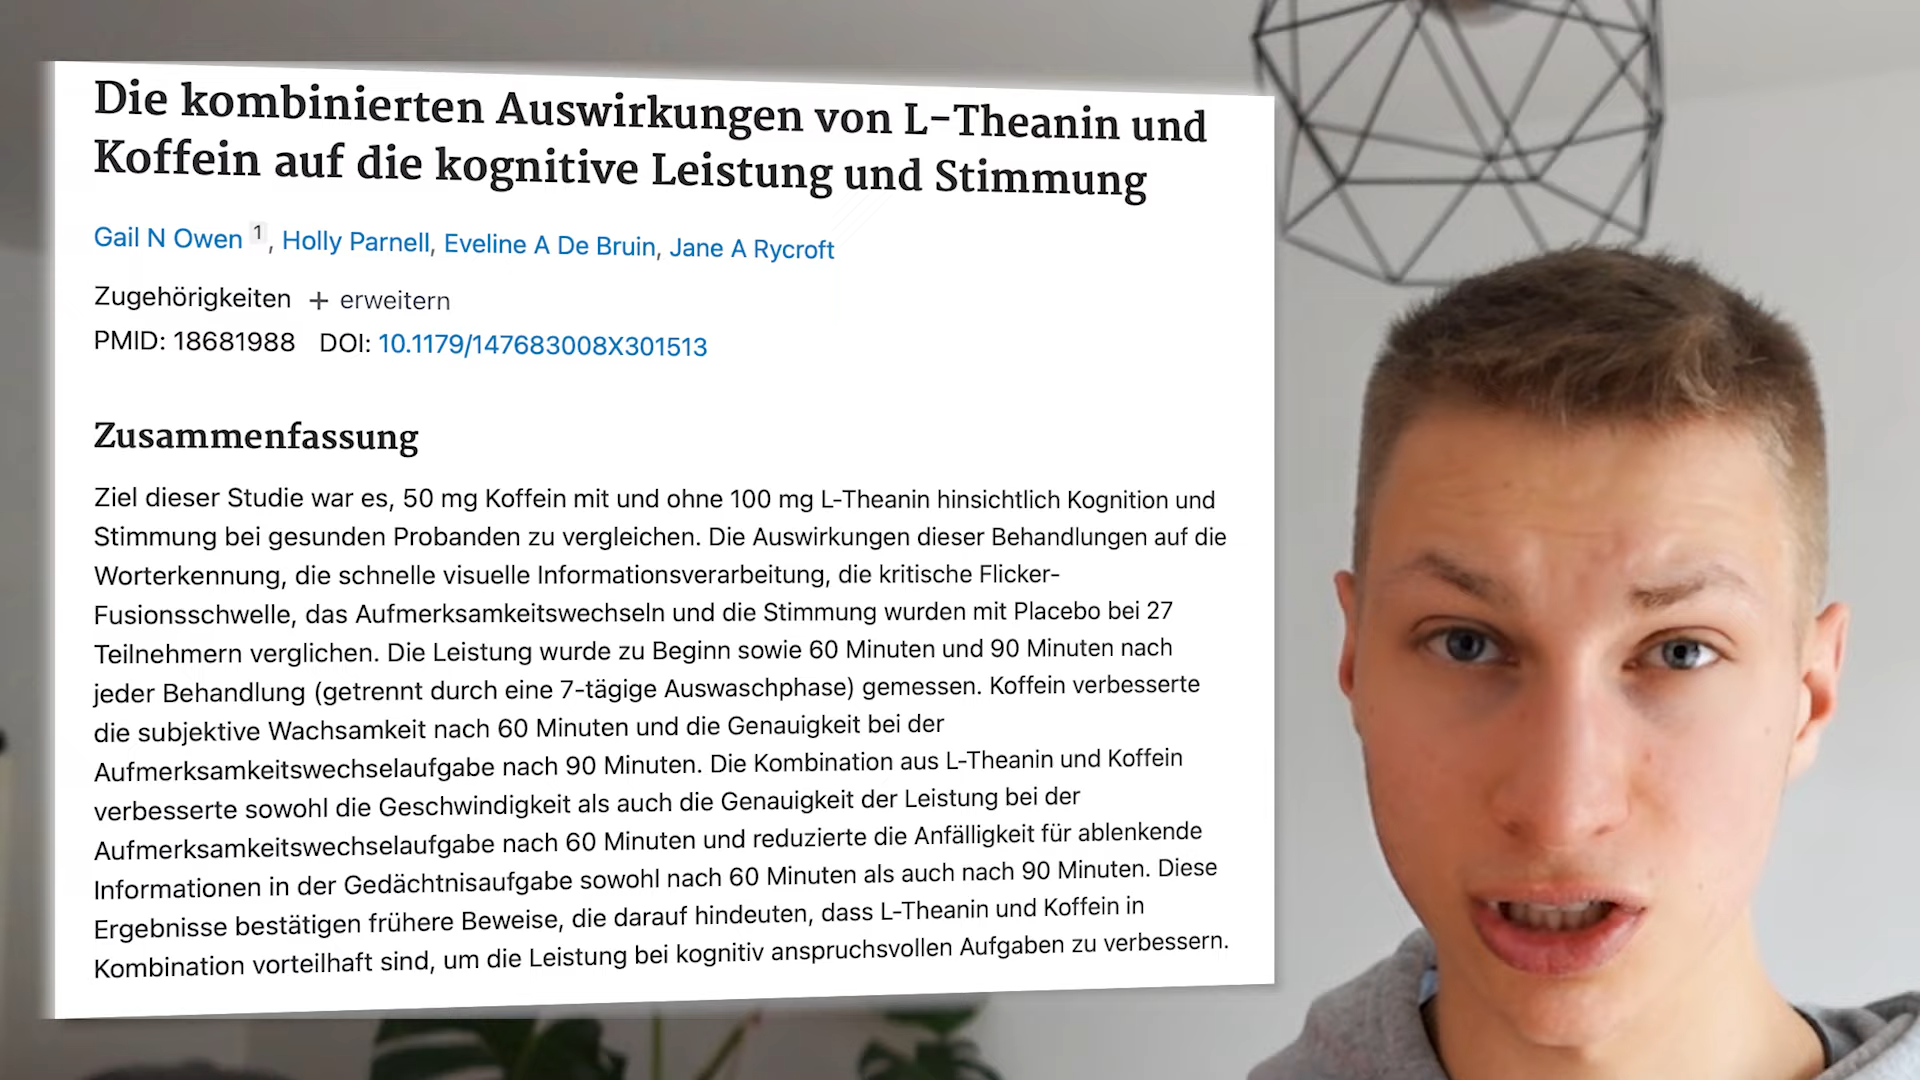 Die kombinierten Auswirkungen von L-Theanin und
Koffein auf die kognitive Leistung und Stimmung
Gail N Owen 1, Holly Parnell, Eveline A De Bruin, Jane A Rycroft
Zugehörigkeiten + erweitern
PMID: 18681988 DOI: 10.1179/147683008X301513
Zusammenfassung
Ziel dieser Studie war es, 50 mg Koffein mit und ohne 100 mg L-Theanin hinsichtlich Kognition und
Stimmung bei gesunden Probanden zu vergleichen. Die Auswirkungen dieser Behandlungen auf die
Worterkennung, die schnelle visuelle Informationsverarbeitung, die kritische Flicker-
Fusionsschwelle, das Aufmerksamkeitswechseln und die Stimmung wurden mit Placebo bei 27
Teilnehmern verglichen. Die Leistung wurde zu Beginn sowie 60 Minuten und 90 Minuten nach
jeder Behandlung (getrennt durch eine 7-tägige Auswaschphase) gemessen. Koffein verbesserte
die subjektive Wachsamkeit nach 60 Minuten und die Genauigkeit bei der
Aufmerksamkeitswechselaufgabe nach 90 Minuten. Die Kombination aus L-Theanin und Koffein
verbesserte sowohl die Geschwindigkeit als auch die Genauigkeit der Leistung bei der
Aufmerksamkeitswechselaufgabe nach 60 Minuten und reduzierte die Anfälligkeit für ablenkende
Informationen in der Gedächtnisaufgabe sowohl nach 60 Minuten als auch nach 90 Minuten. Diese
Ergebnisse bestätigen frühere Beweise, die darauf hindeuten, dass L-Theanin und Koffein in
Kombination vorteilhaft sind, um die Leistung bei kognitiv anspruchsvollen Aufgaben zu verbessern.